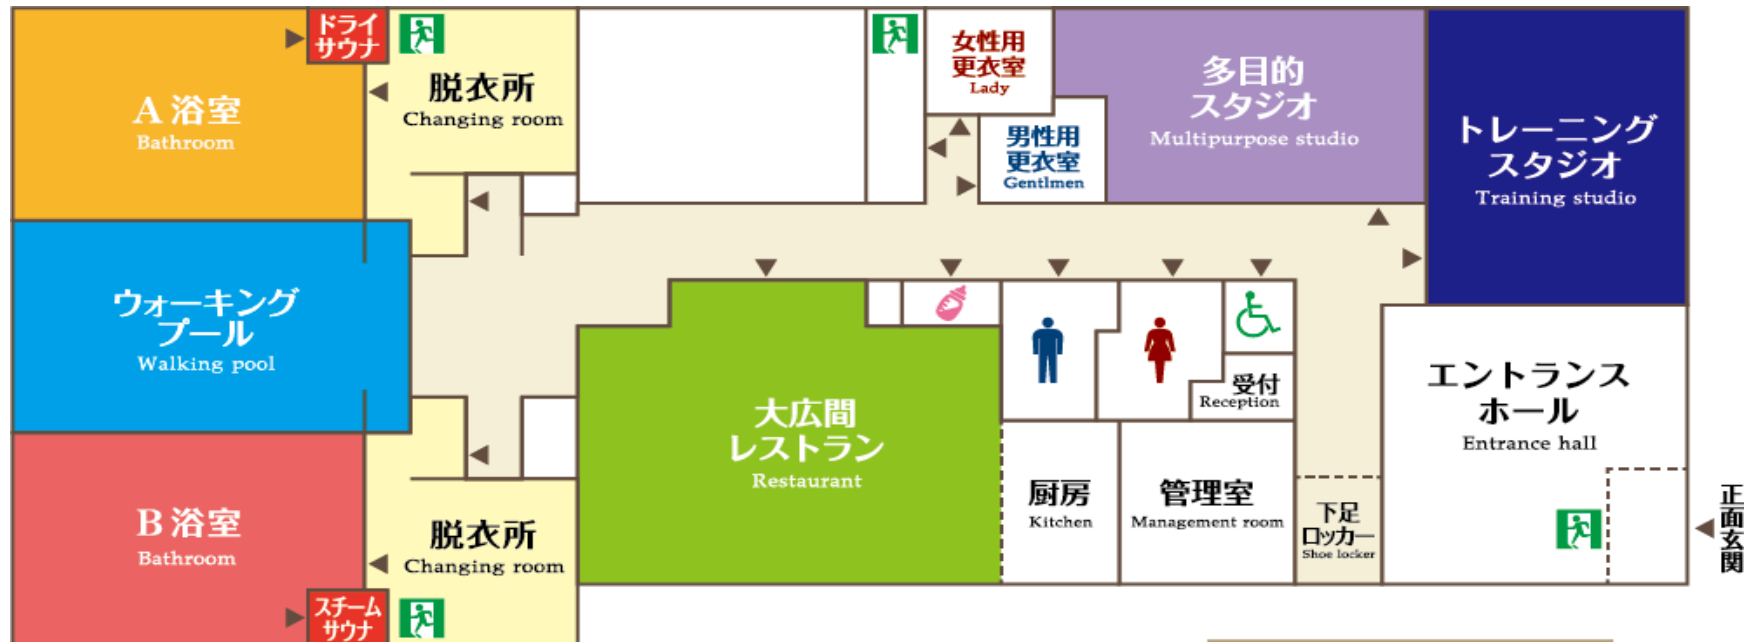 ドライ
サウナ
脱衣所
Changing room
A 浴室
Bathroom
女性用
更衣室
Lady
男性用
更衣室
Gentlmen
多目的
スタジオ
Multipurpose studio
トレーニング
スタジオ
Training studio
ウォーキング
プール
Walking pool
大広間
レストラン
Restaurant
受付
Reception
エントランス
ホール
Entrance hall
厨房
Kitchen
管理室
Management room
下足
ロッカー
Shoe locker
正面玄関
B 浴室
Bathroom
脱衣所
Changing room
スチーム
サウナ